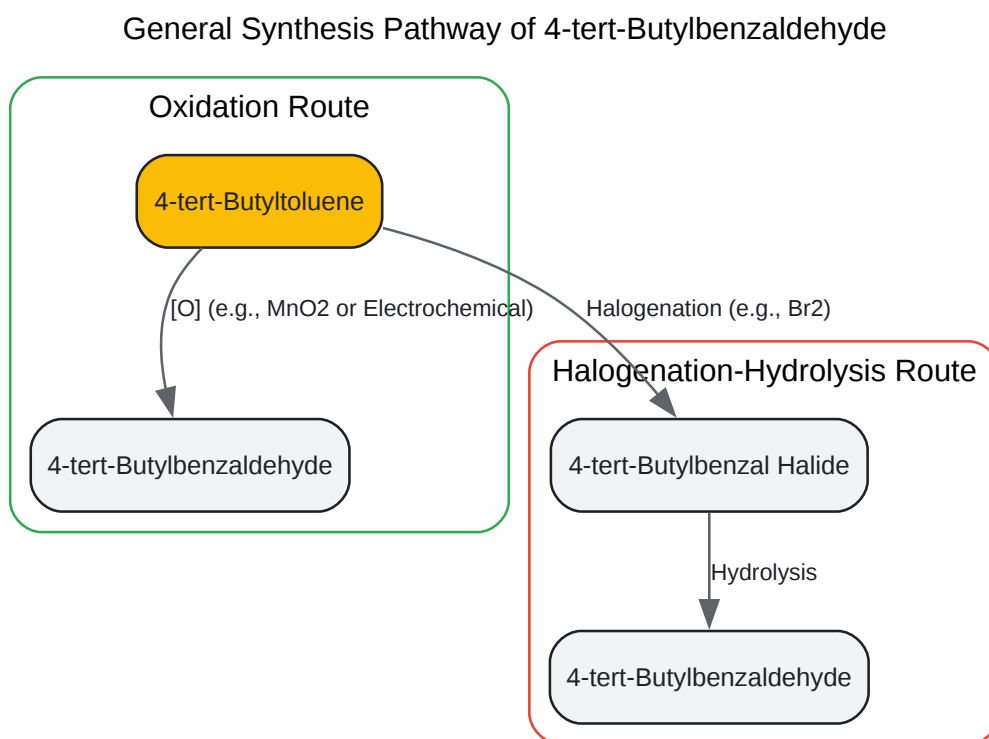 General Synthesis Pathway of 4-tert-Butylbenzaldehyde
Oxidation Route
4-tert-Butyltoluene
[O] (e.g., MnO2 or Electrochemical)
Halogenation (e.g., Br2)
4-tert-Butylbenzaldehyde
Halogenation-Hydrolysis Route
4-tert-Butylbenzal Halide
Hydrolysis
4-tert-Butylbenzaldehyde